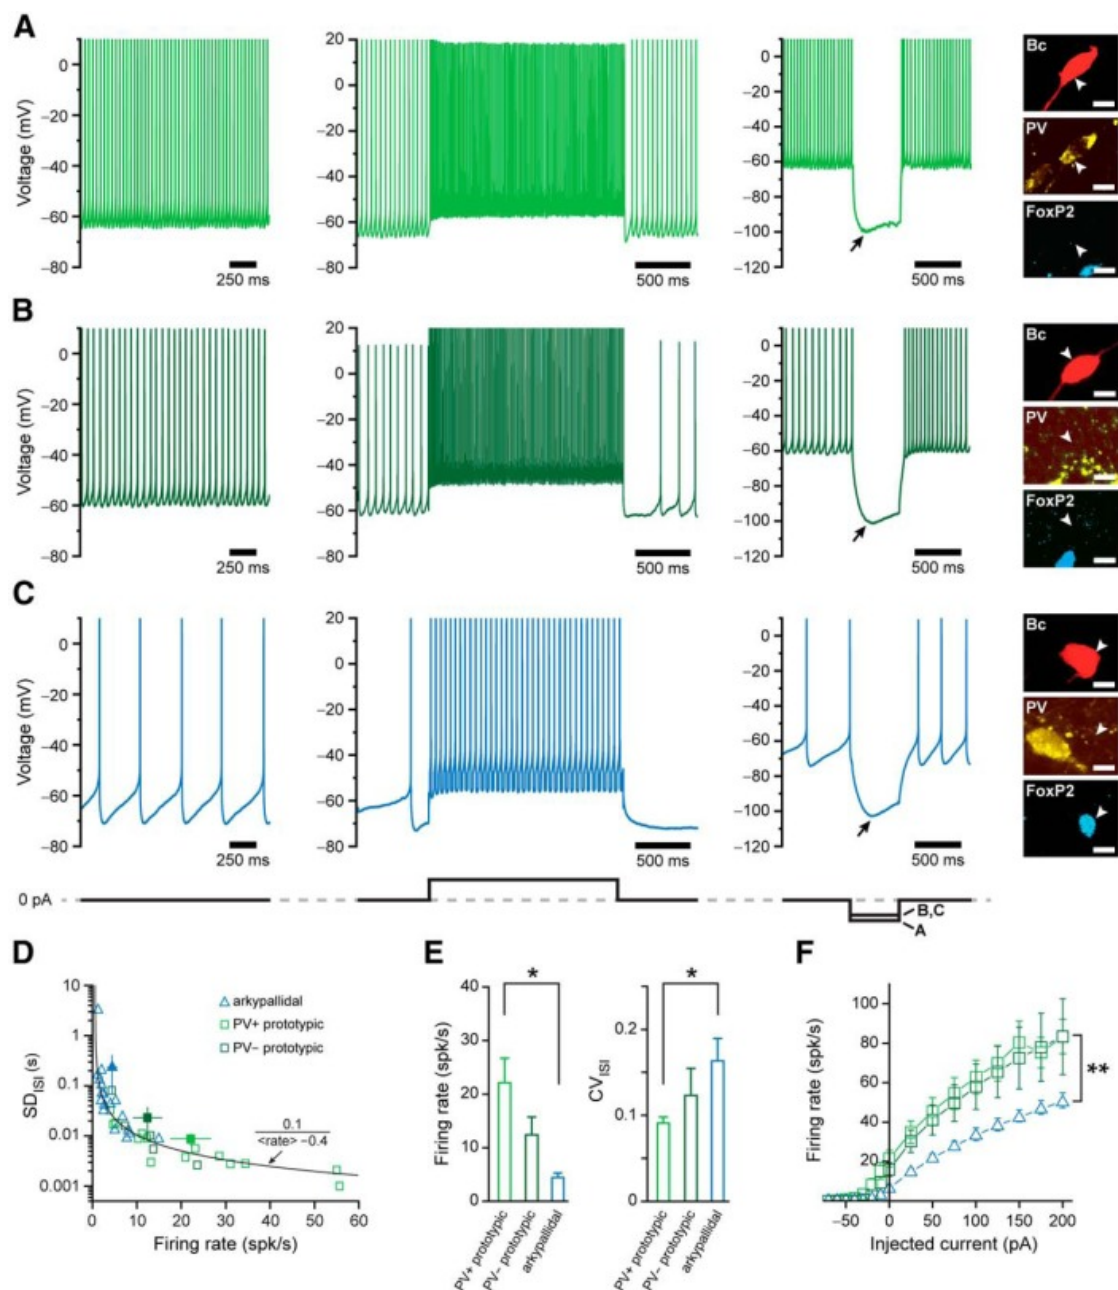 A
Voltage (mV)
0
−20
−40
−60
−80
250 ms
20
0
−20
−40
−60
−80
500 ms
0
−20
−40
−60
−80
−100
−120
500 ms
Bc
PV
FoxP2
B
Voltage (mV)
0
−20
−40
−60
−80
250 ms
20
0
−20
−40
−60
−80
500 ms
0
−20
−40
−60
−80
−100
−120
500 ms
Bc
PV
FoxP2
C
Voltage (mV)
0
−20
−40
−60
−80
250 ms
20
0
−20
−40
−60
−80
500 ms
0
−20
−40
−60
−80
−100
−120
500 ms
Bc
PV
FoxP2
0 pA
B,C
A
D
SD_ISI (s)
10
1
0.1
0.01
0.001
0 10 20 30 40 50 60
Firing rate (spk/s)
arkypallidal
PV+ prototypic
PV− prototypic
0.1
<rate> −0.4
E
Firing rate (spk/s)
40
30
20
10
0
*
PV+ prototypic
PV− prototypic
arkypallidal
CV_ISI
0.2
0.1
0
*
PV+ prototypic
PV− prototypic
arkypallidal
F
Firing rate (spk/s)
100
80
60
40
20
0
**
−50 0 50 100 150 200
Injected current (pA)